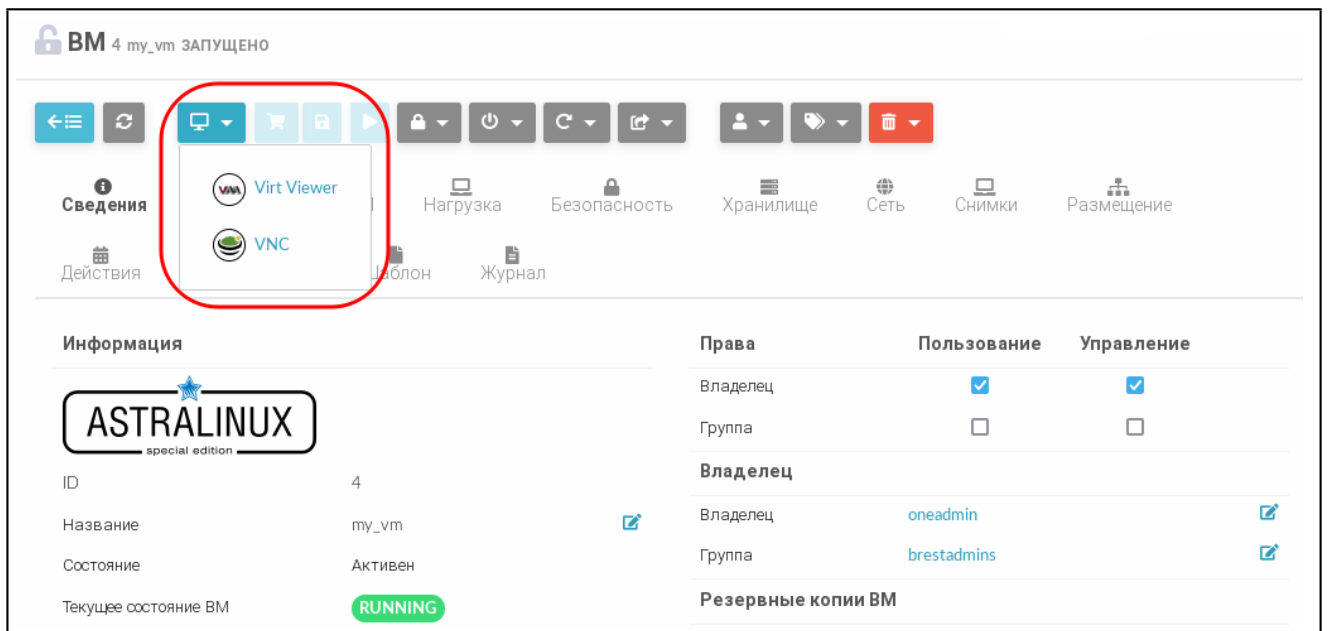 ВМ 4 my_vm ЗАПУЩЕНО
Virt Viewer
VNC
Сведения
Нагрузка
Безопасность
Хранилище
Сеть
Снимки
Размещение
Действия
Журнал
Информация
ASTRALINUX
special edition
ID 4
Название my_vm
Состояние Активен
Текущее состояние ВМ RUNNING
Права Пользование Управление
Владелец
Группа
Владелец
Владелец oneadmin
Группа brestadmins
Резервные копии ВМ